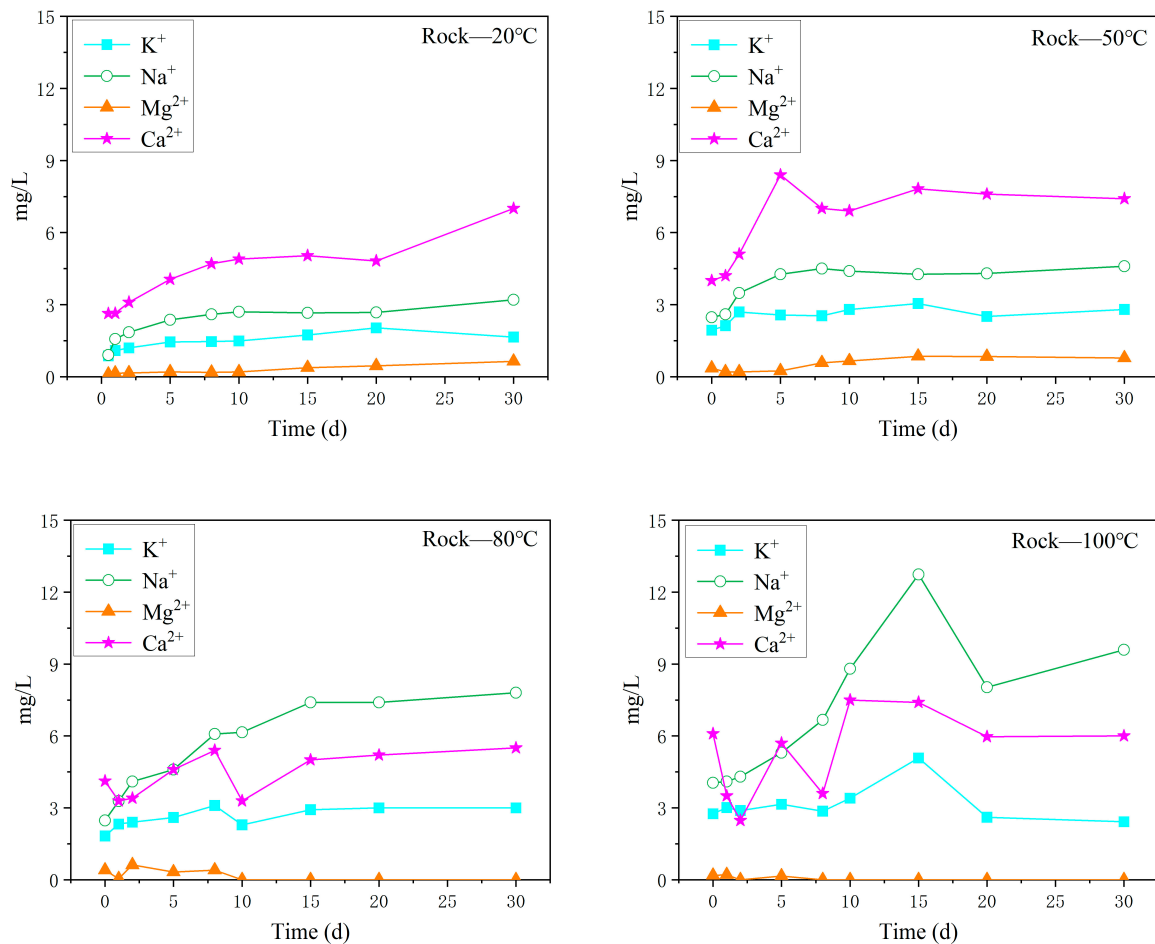 Rock—20℃
K⁺
Na⁺
Mg²⁺
Ca²⁺
15
12
9
6
3
0
mg/L
0 5 10 15 20 30
Time (d)
Rock—50℃
K⁺
Na⁺
Mg²⁺
Ca²⁺
15
12
9
6
3
0
mg/L
0 5 10 15 20 30
Time (d)
Rock—80℃
K⁺
Na⁺
Mg²⁺
Ca²⁺
15
12
9
6
3
0
mg/L
0 5 10 15 20 25 30
Time (d)
Rock—100℃
K⁺
Na⁺
Mg²⁺
Ca²⁺
15
12
9
6
3
0
mg/L
0 5 10 15 20 25 30
Time (d)